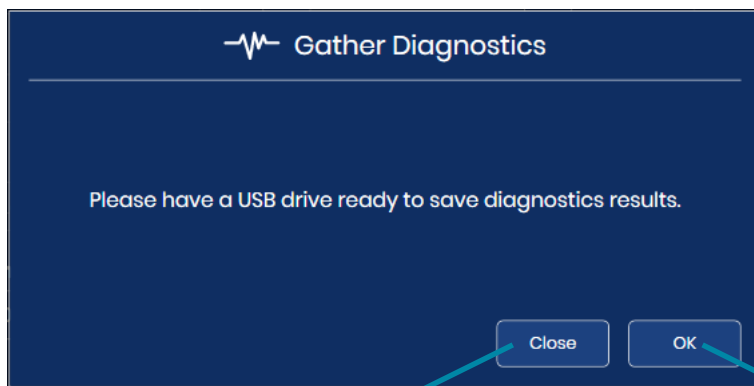 Gather Diagnostics
Please have a USB drive ready to save diagnostics results.
Close OK